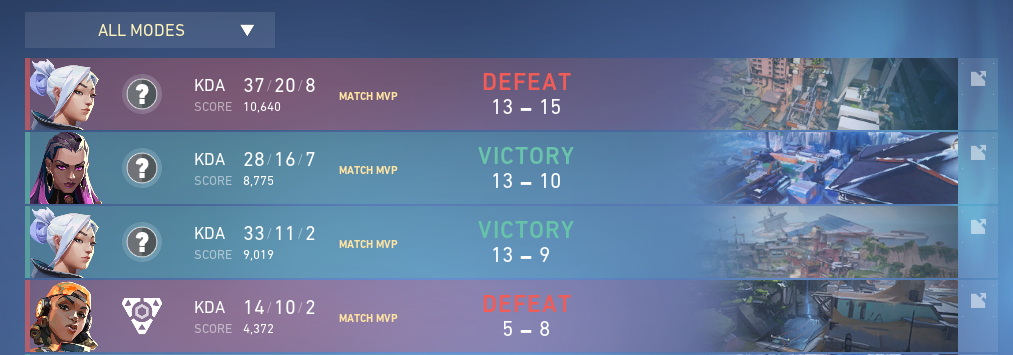 ALL MODES
KDA 37/20/8
SCORE 10,640
MATCH MVP
DEFEAT
13 – 15
KDA 28/16/7
SCORE 8,775
MATCH MVP
VICTORY
13 – 10
KDA 33/11/2
SCORE 9,019
MATCH MVP
VICTORY
13 – 9
KDA 14/10/2
SCORE 4,372
MATCH MVP
DEFEAT
5 – 8